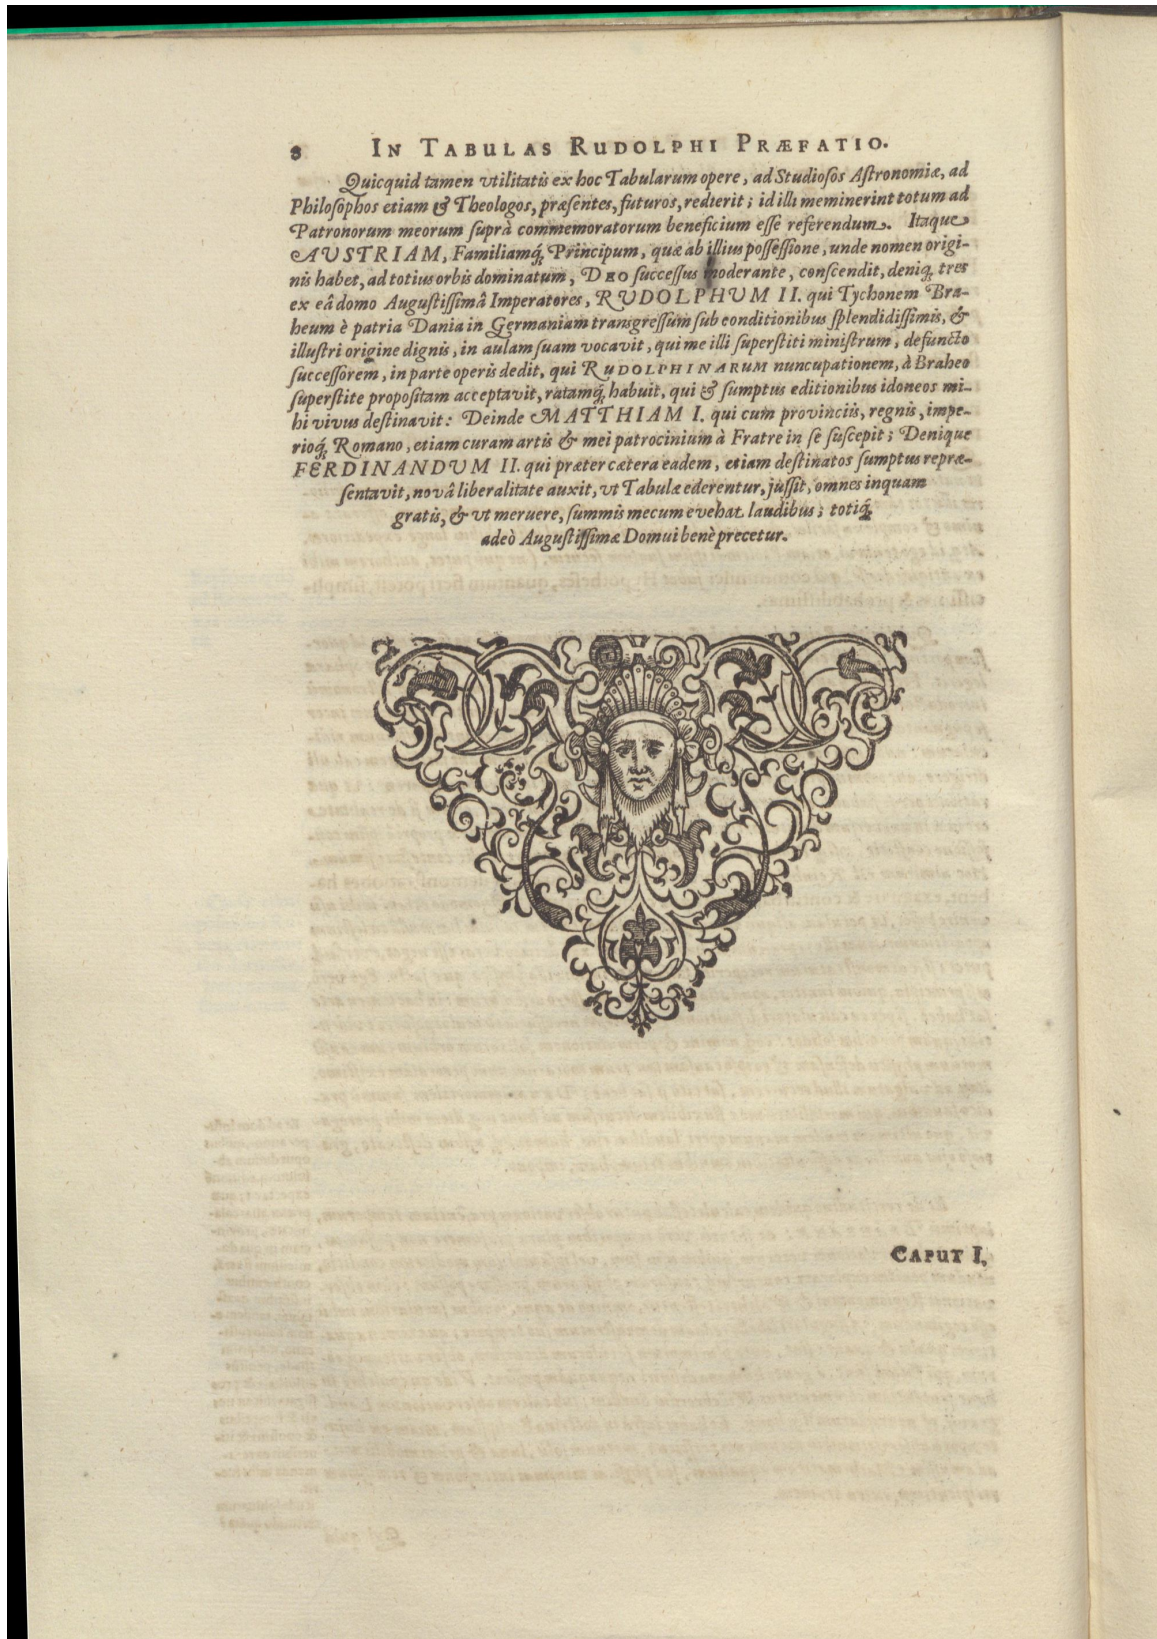 8 IN TABULAS RUDOLPHI PRÆFATIO.
Quicquid tamen vtilitatis ex hoc Tabularum opere, ad Studiosos Astronomiæ, ad
Philosophos etiam & Theologos, præsentes, futuros, redierit; id illi meminerint totum ad
Patronorum meorum suprà commemoratorum beneficium esse referendum. Itaque
AVSTRIAM, Familiamq́; Principum, quæ ab illius possessione, unde nomen origi-
nis habet, ad totius orbis dominatum, DEO successus moderante, conscendit, deniq; tres
ex eâ domo Augustissimâ Imperatores, RUDOLPHUM II. qui Tychonem Bra-
heum è patria Dania in Germaniam transgressum sub conditionibus splendidissimis, &
illustri origine dignis, in aulam suam vocavit, qui me illi superstiti ministrum, defuncto
successorem, in parte operis dedit, qui RUDOLPHINARUM nuncupationem, à Braheo
superstite propositam acceptavit, ratamq́; habuit, qui & sumptus editionibus idoneos mi-
hi vivus destinavit: Deinde MATTHIAM I. qui cum provinciis, regnis, impe-
rioq́; Romano, etiam curam artis & mei patrocinium à Fratre in se suscepit; Denique
FERDINANDVM II. qui præter cætera eadem, etiam destinatos sumptus repræ-
sentavit, novâ liberalitate auxit, vt Tabulæ ederentur, jussit, omnes inquam
gratis, & vt meruere, summis mecum evehat laudibus; totiq́;
adeò Augustissimæ Domui benè precetur.
CAPUT I.